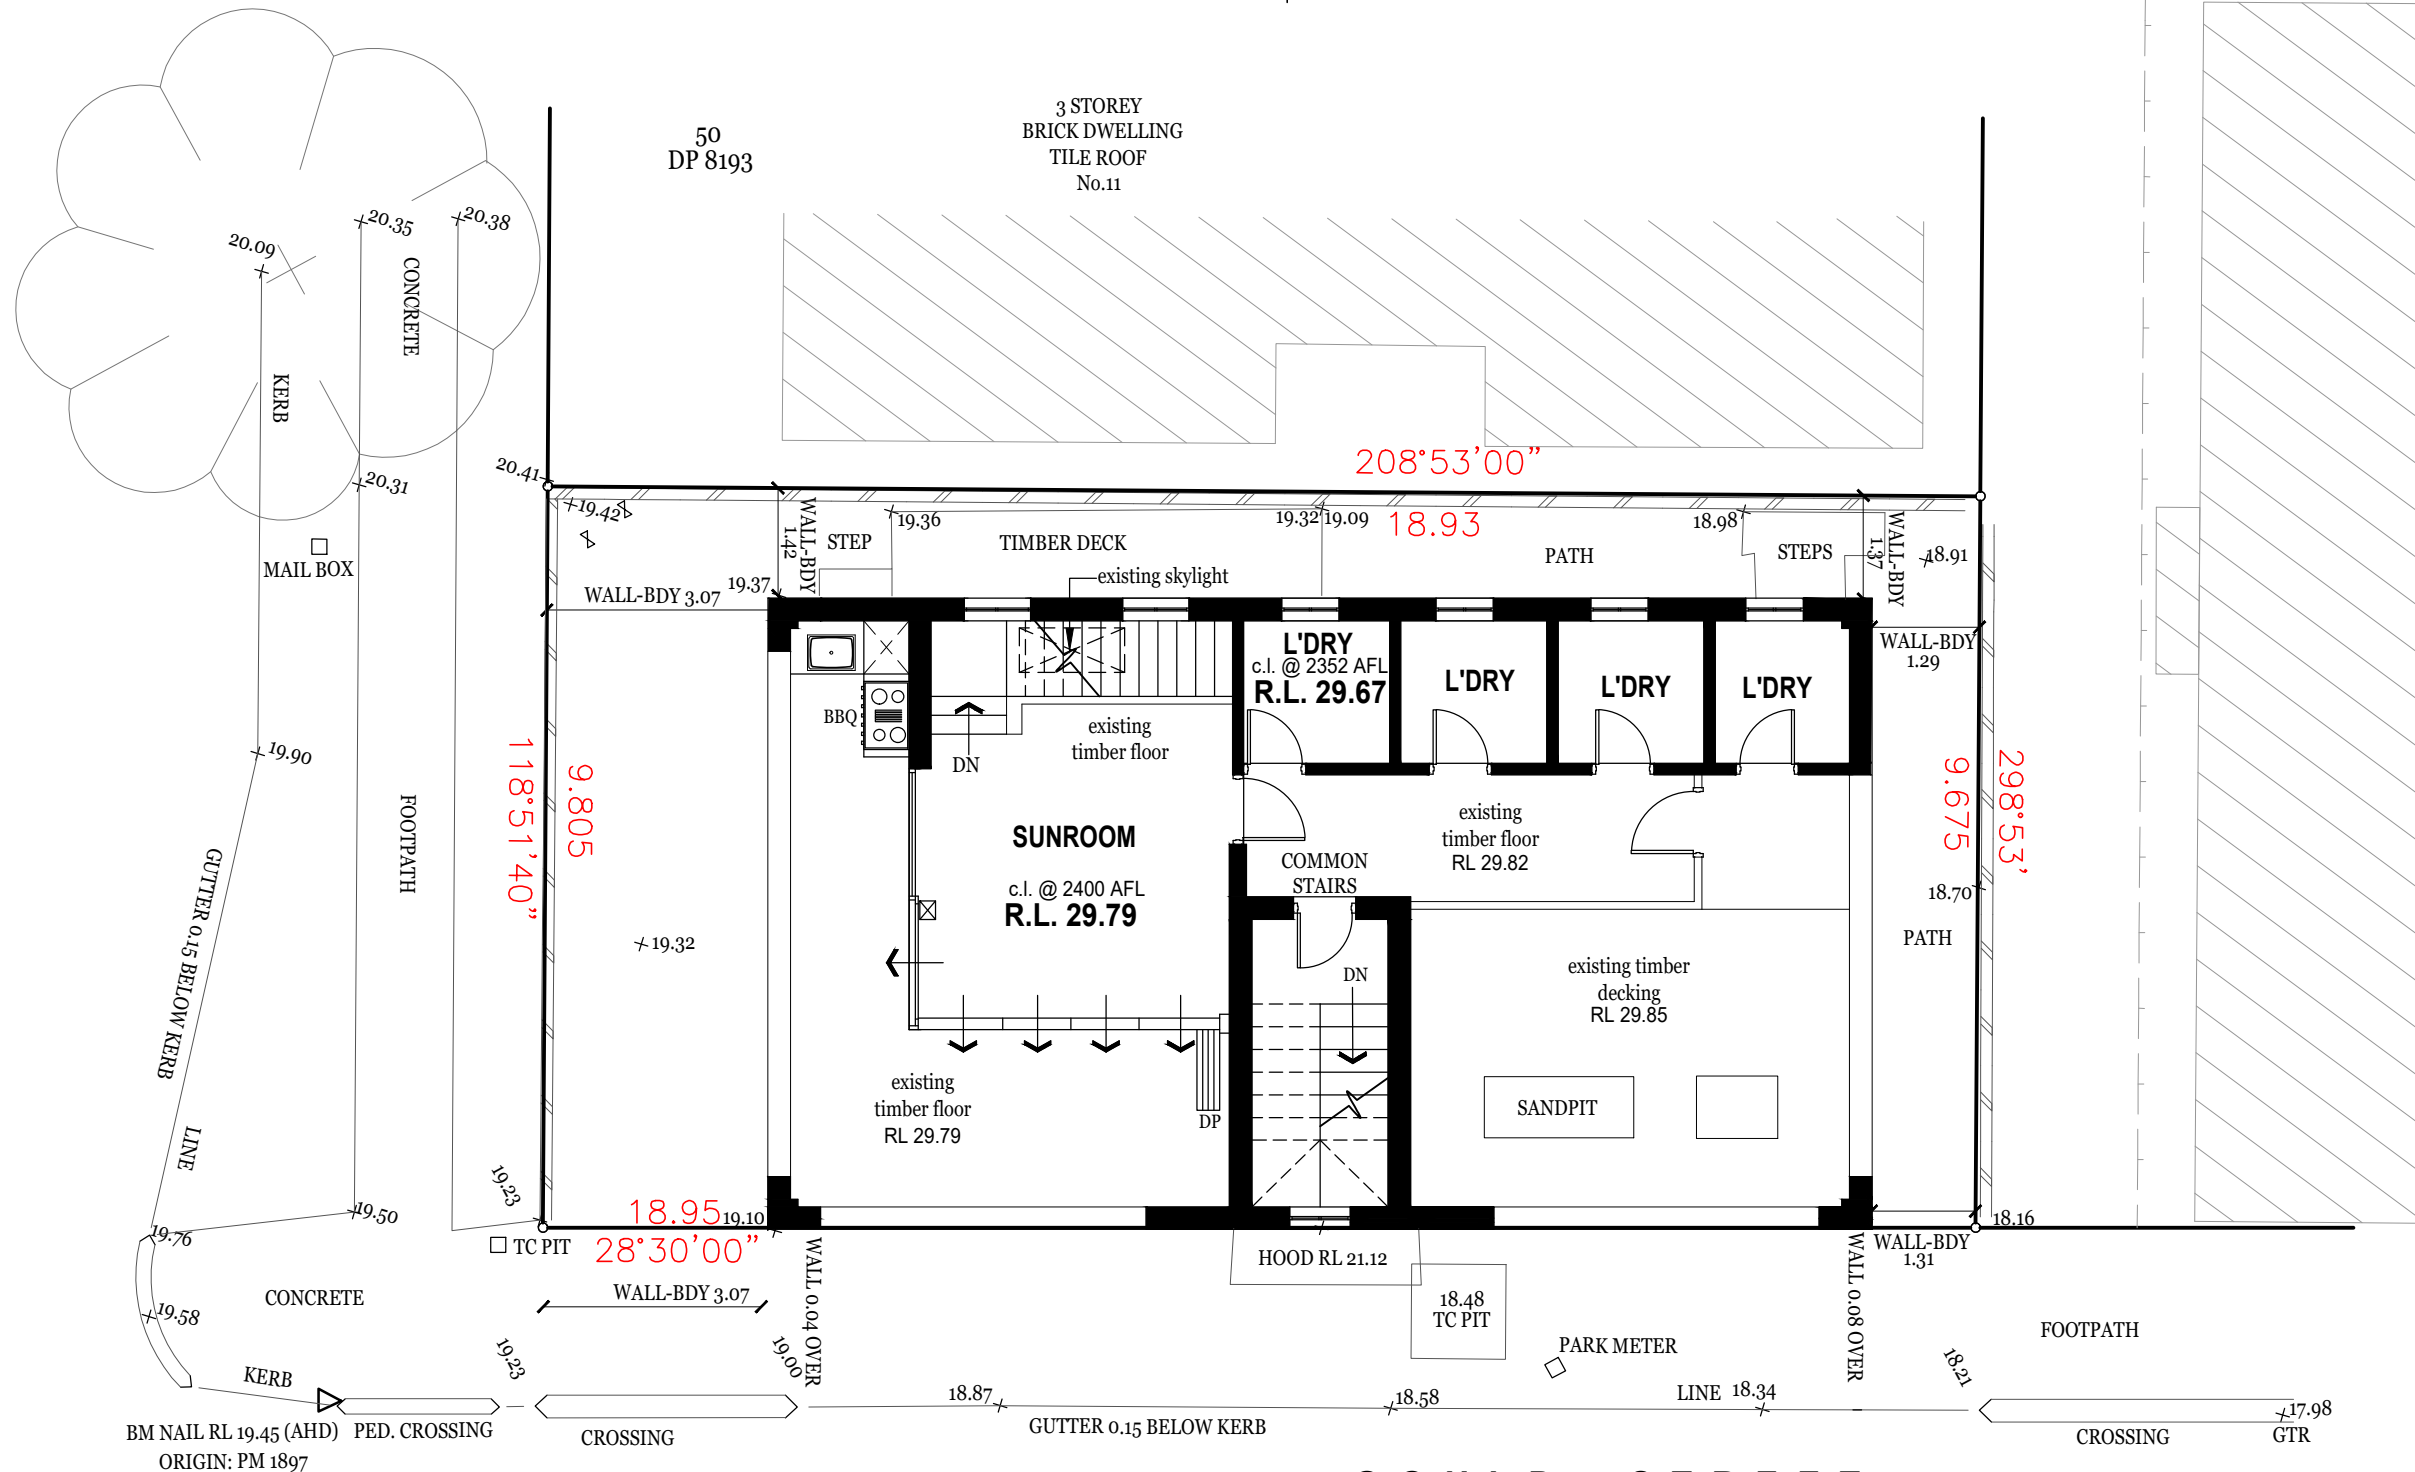 50
DP 8193
3 STOREY
BRICK DWELLING
TILE ROOF
No.11
20.35
20.38
20.09
CONCRETE
KERB
208°53'00"
20.41
20.31
19.42
19.36
19.32
19.09
18.93
18.98
WALL-BDY
1.42
STEP
TIMBER DECK
PATH
STEPS
1.37
WALL-BDY
18.91
MAIL BOX
existing skylight
WALL-BDY 3.07
19.37
L'DRY
c.l. @ 2352 AFL
R.L. 29.67
L'DRY
L'DRY
L'DRY
WALL-BDY
1.29
BBQ
DN
existing
timber floor
19.90
118°51'40"
9.805
9.675
298°53'
FOOTPATH
SUNROOM
c.l. @ 2400 AFL
R.L. 29.79
existing
timber floor
RL 29.82
COMMON
STAIRS
GUTTER 0.15 BELOW KERB
18.70
PATH
19.32
existing timber
decking
RL 29.85
DN
existing
timber floor
RL 29.79
DP
SANDPIT
LINE
19.23
19.50
19.76
18.95
19.10
28°30'00"
TC PIT
18.16
WALL-BDY
1.31
HOOD RL 21.12
WALL 0.04 OVER
WALL 0.08 OVER
CONCRETE
WALL-BDY 3.07
18.48
TC PIT
19.58
FOOTPATH
PARK METER
19.23
19.00
18.21
KERB
18.87
18.58
LINE
18.34
17.98
BM NAIL RL 19.45 (AHD)
ORIGIN: PM 1897
PED. CROSSING
CROSSING
GUTTER 0.15 BELOW KERB
CROSSING
GTR